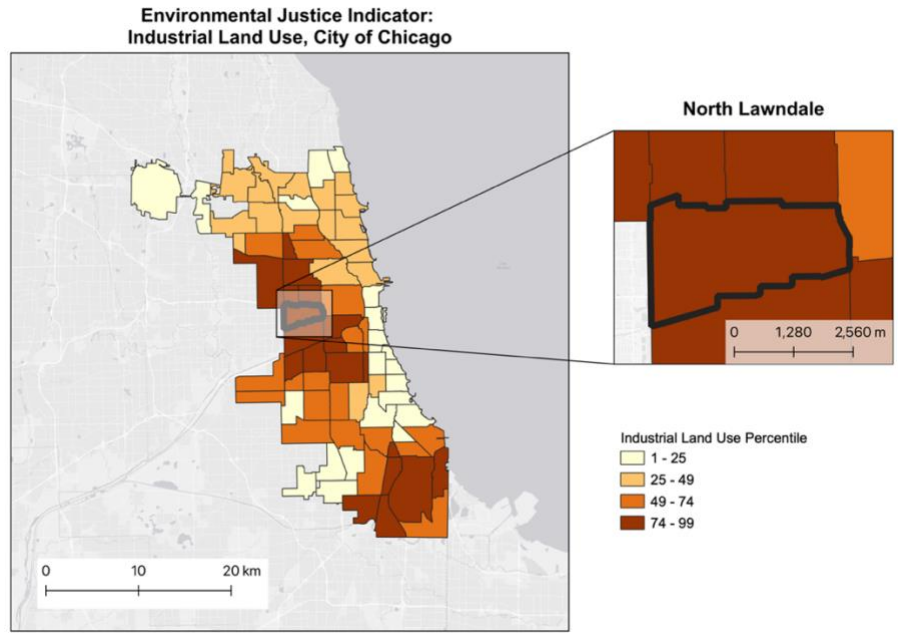 Environmental Justice Indicator:
Industrial Land Use, City of Chicago
North Lawndale
0 1,280 2,560 m
Industrial Land Use Percentile
1 - 25
25 - 49
49 - 74
74 - 99
0 10 20 km